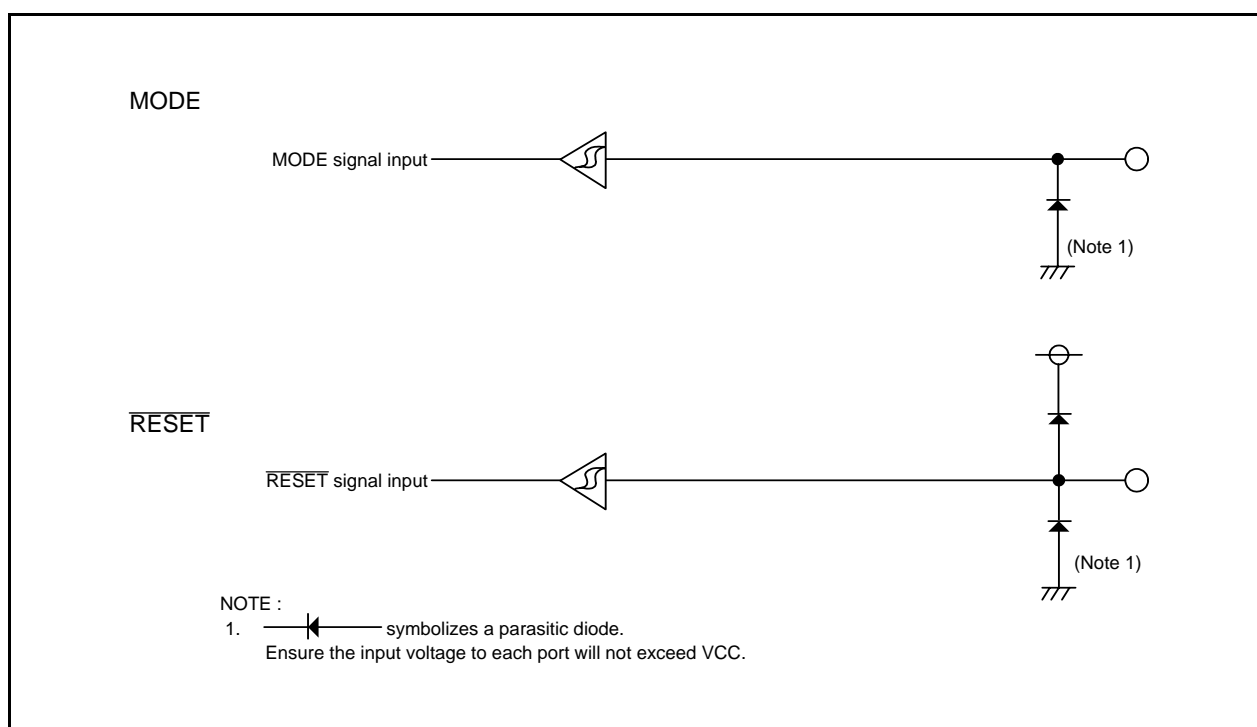 MODE
MODE signal input
(Note 1)
RESET
RESET signal input
(Note 1)
NOTE :
1. symbolizes a parasitic diode.
Ensure the input voltage to each port will not exceed VCC.